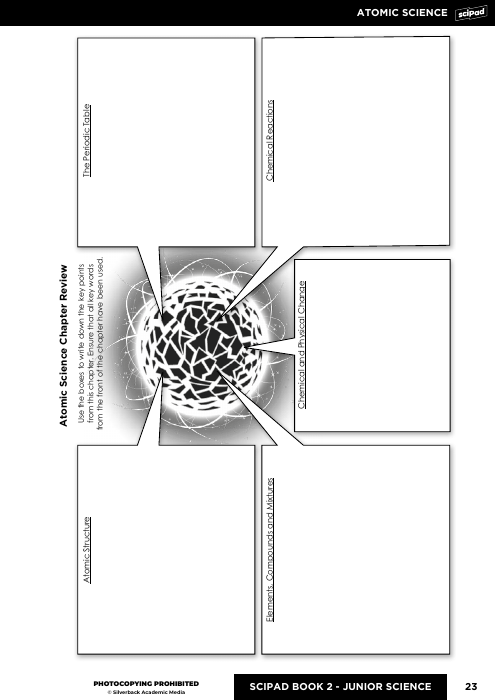 ATOMIC SCIENCE
scipad
Atomic Science Chapter Review
Use the boxes to write down the key points
from this chapter. Ensure that all key words
from the front of the chapter have been used.
Atomic Structure
The Periodic Table
Elements, Compounds and Mixtures
Chemical and Physical Change
Chemical Reactions
PHOTOCOPYING PROHIBITED
© Silverback Academic Media
SCIPAD BOOK 2 - JUNIOR SCIENCE
23